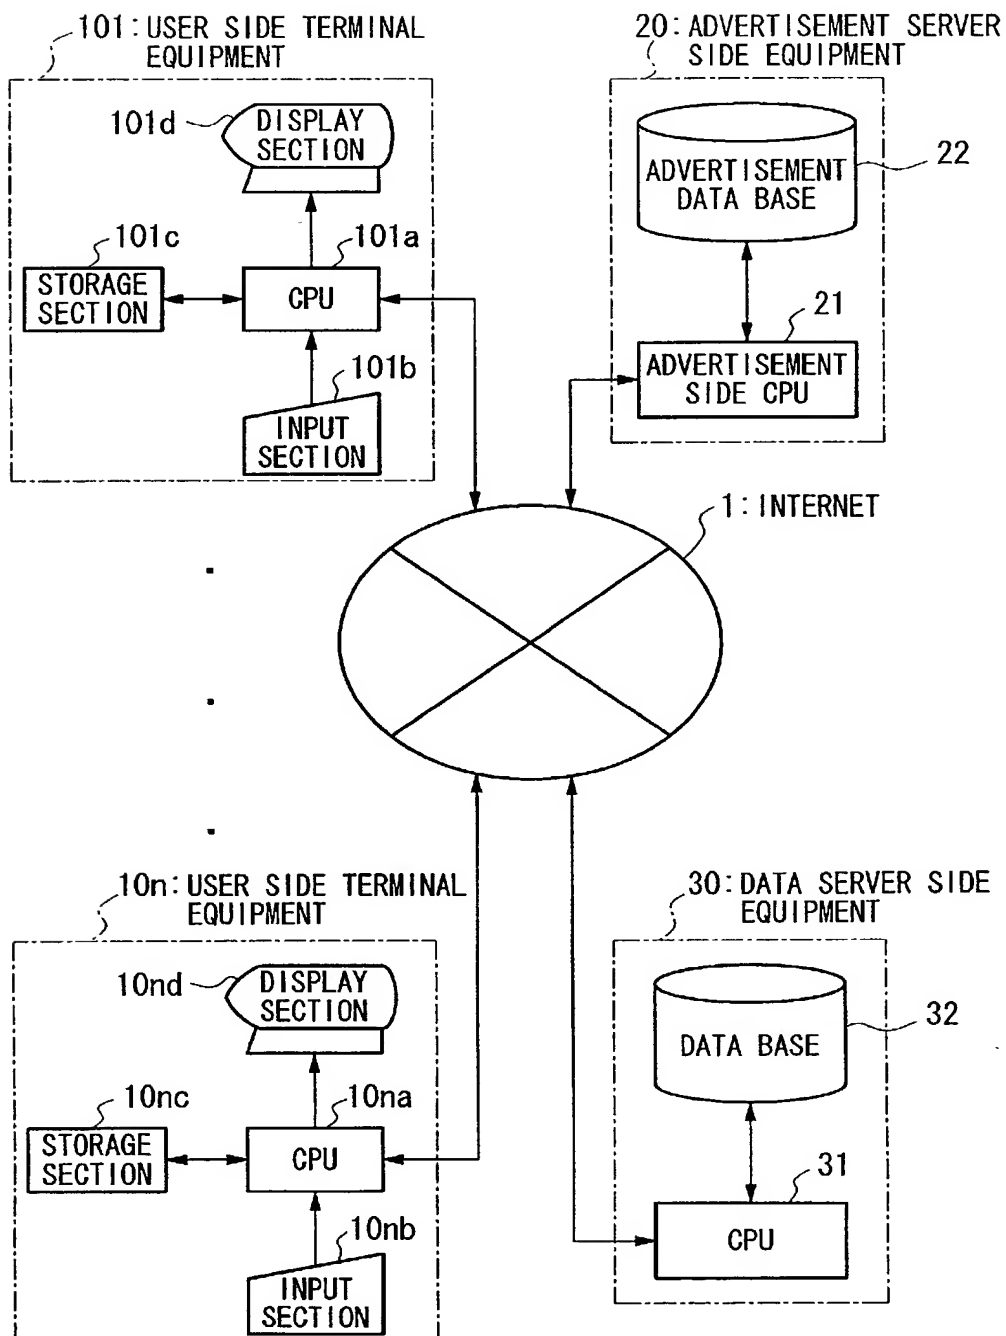 101: USER SIDE TERMINAL
EQUIPMENT
101d
DISPLAY
SECTION
101c
101a
STORAGE
SECTION
CPU
101b
INPUT
SECTION
20: ADVERTISEMENT SERVER
SIDE EQUIPMENT
ADVERTISEMENT
DATA BASE
22
21
ADVERTISEMENT
SIDE CPU
1: INTERNET
10n: USER SIDE TERMINAL
EQUIPMENT
10nd
DISPLAY
SECTION
10nc
10na
STORAGE
SECTION
CPU
10nb
INPUT
SECTION
30: DATA SERVER SIDE
EQUIPMENT
DATA BASE
32
31
CPU